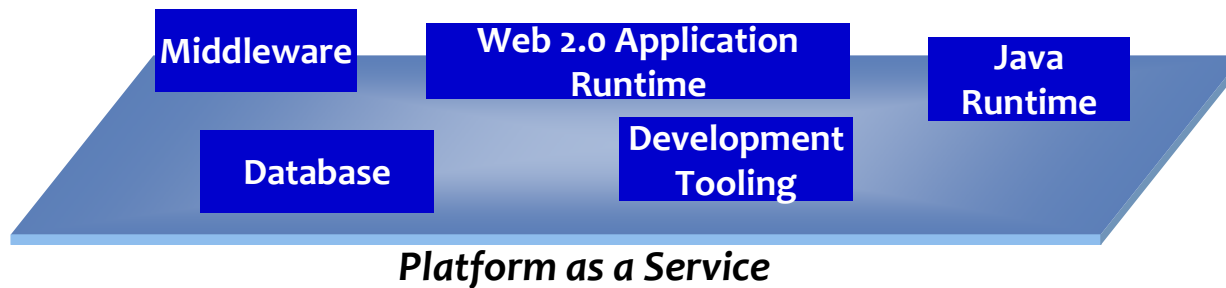 Middleware
Web 2.0 Application
Runtime
Java
Runtime
Database
Development
Tooling
Platform as a Service